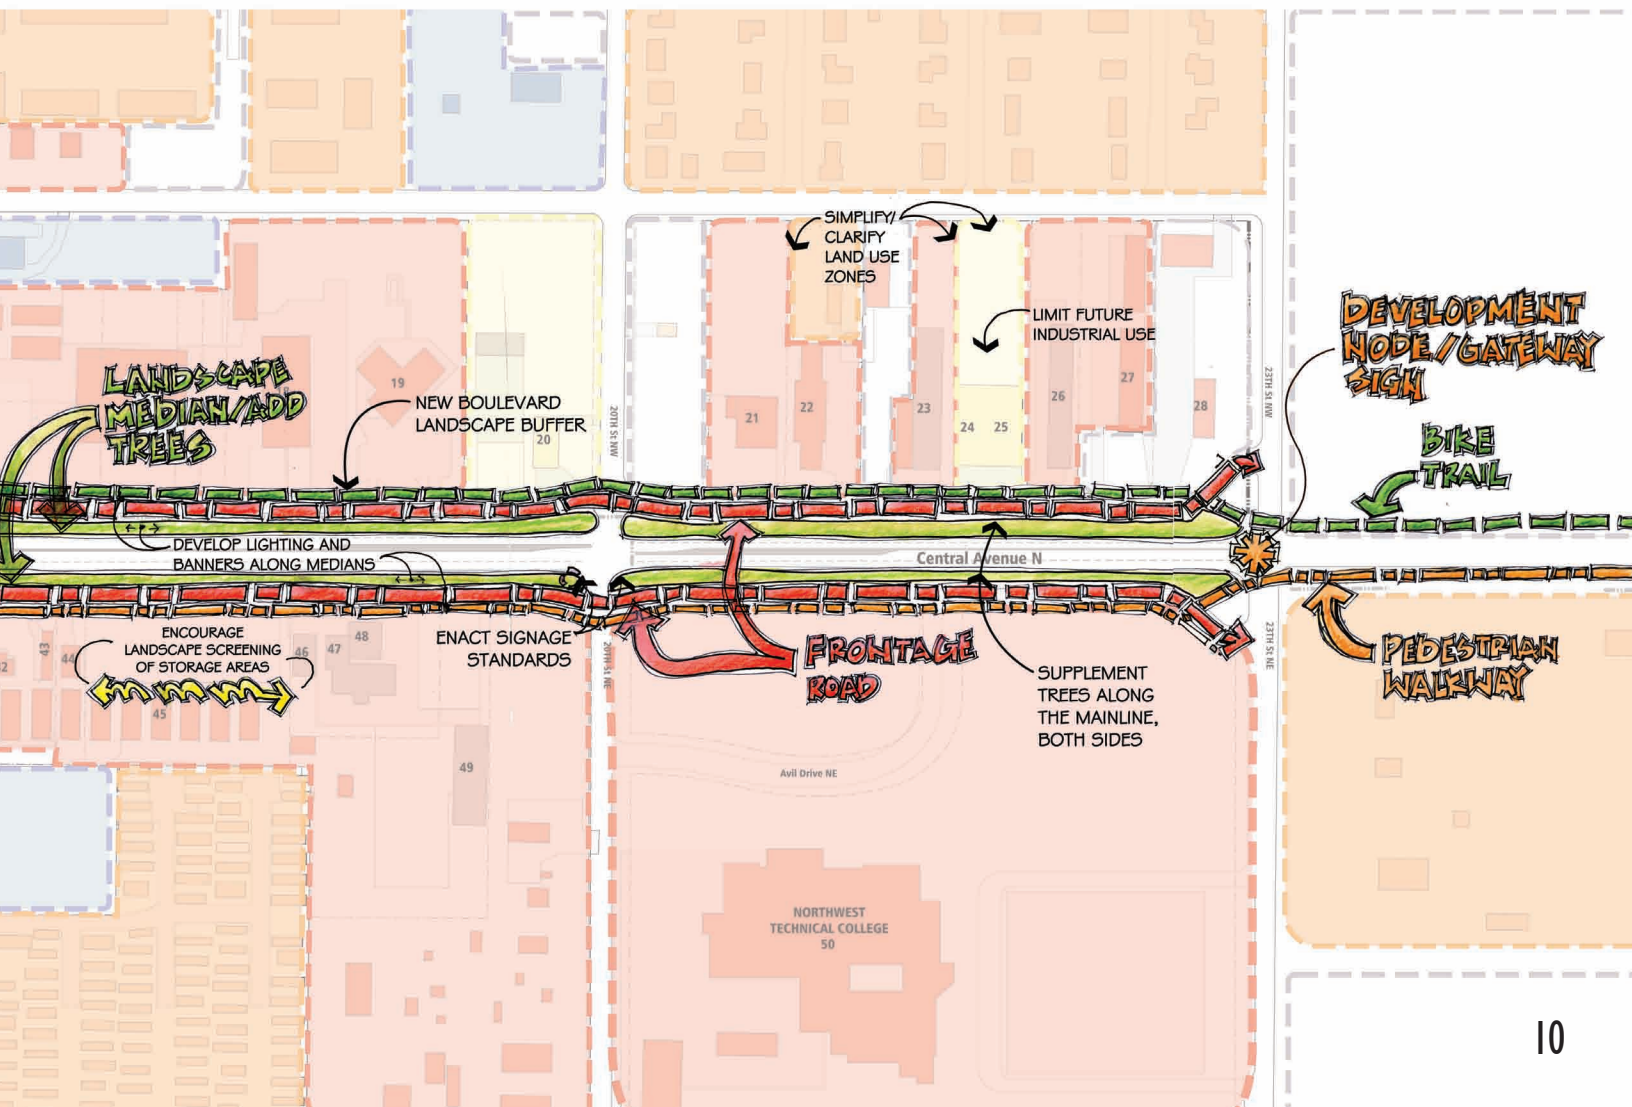 SIMPLIFY/
CLARIFY
LAND USE
ZONES
LIMIT FUTURE
INDUSTRIAL USE
DEVELOPMENT
NODE/GATEWAY
SIGN
LANDSCAPE
MEDIAN/ADD
TREES
19
NEW BOULEVARD
LANDSCAPE BUFFER
20
20TH St NW
21
22
23
24
25
26
27
28
23TH St NW
BIKE
TRAIL
DEVELOP LIGHTING AND
BANNERS ALONG MEDIANS
Central Avenue N
ENCOURAGE
LANDSCAPE SCREENING
OF STORAGE AREAS
43
44
45
46
47
48
49
ENACT SIGNAGE
STANDARDS
20TH St NE
FRONTAGE
ROAD
SUPPLEMENT
TREES ALONG
THE MAINLINE,
BOTH SIDES
23TH St NE
PEDESTRIAN
WALKWAY
Avil Drive NE
NORTHWEST
TECHNICAL COLLEGE
50
10